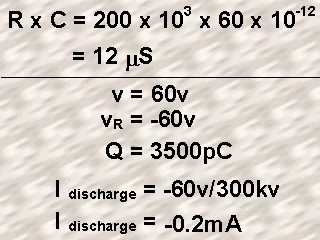 R x C = 200 x 10³ x 60 x 10⁻¹²
= 12 μS
v = 60v
vR = -60v
Q = 3500pC
I discharge = -60v/300kv
I discharge = -0.2mA